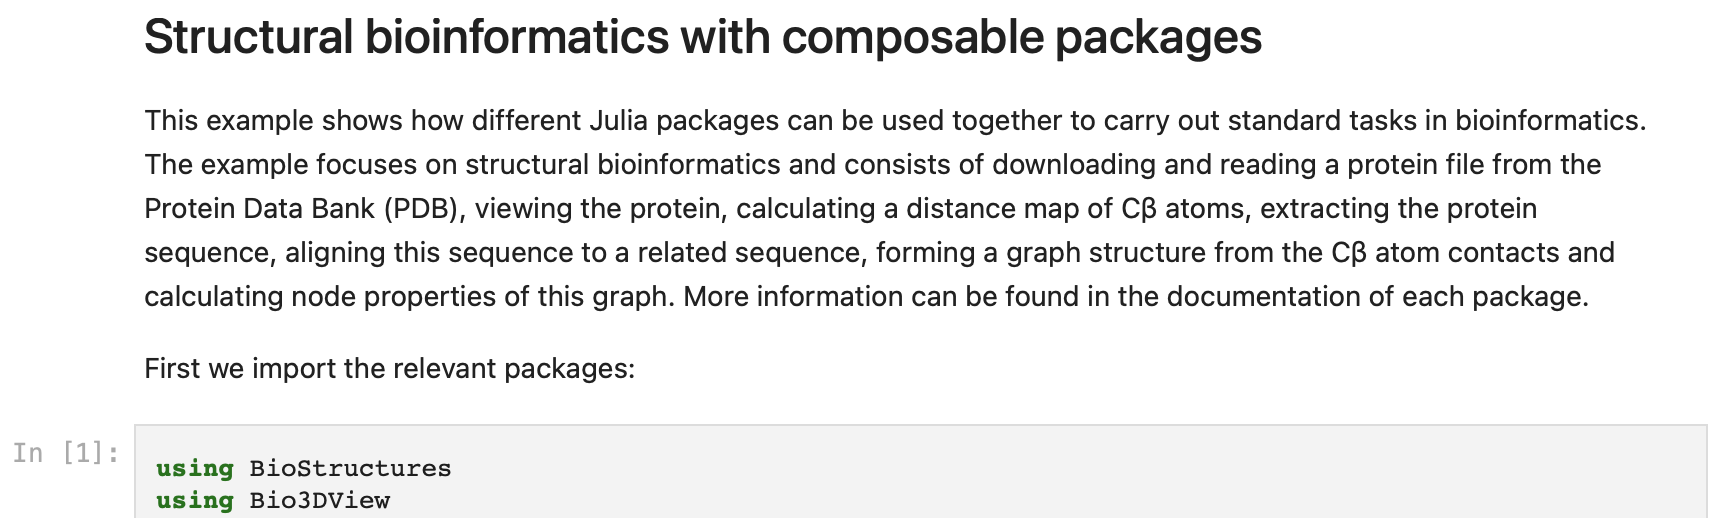 Structural bioinformatics with composable packages
This example shows how different Julia packages can be used together to carry out standard tasks in bioinformatics.
The example focuses on structural bioinformatics and consists of downloading and reading a protein file from the
Protein Data Bank (PDB), viewing the protein, calculating a distance map of Cβ atoms, extracting the protein
sequence, aligning this sequence to a related sequence, forming a graph structure from the Cβ atom contacts and
calculating node properties of this graph. More information can be found in the documentation of each package.
First we import the relevant packages:
In [1]:
using BioStructures
using Bio3DView